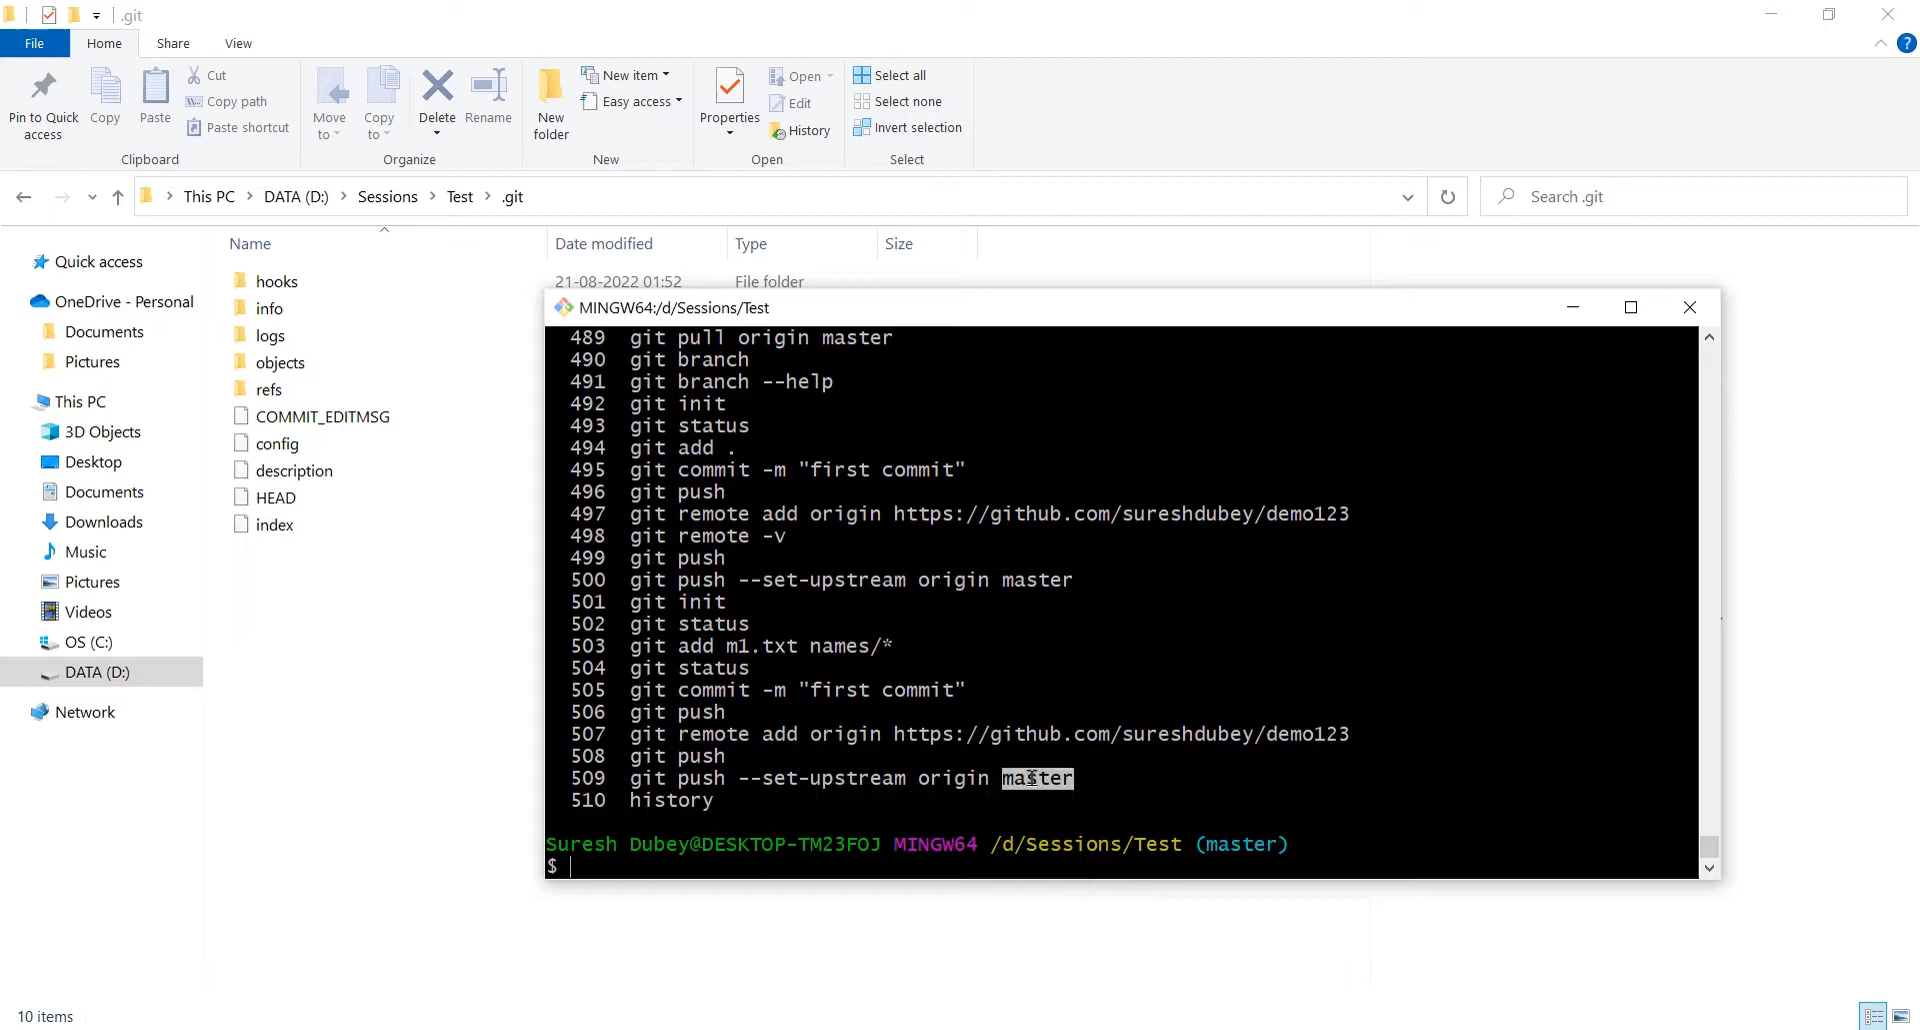 .git
File Home Share View
Pin to Quick access
Copy
Paste
Cut
Copy path
Paste shortcut
Clipboard
Move to
Copy to
Delete
Rename
Organize
New folder
New item
Easy access
New
Properties
Open
Edit
History
Open
Select all
Select none
Invert selection
Select
This PC > DATA (D:) > Sessions > Test > .git
Search .git
Name Date modified Type Size
Quick access
OneDrive - Personal
Documents
Pictures
This PC
3D Objects
Desktop
Documents
Downloads
Music
Pictures
Videos
OS (C:)
DATA (D:)
Network
hooks 21-08-2022 01:52 File folder
info
logs
objects
refs
COMMIT_EDITMSG
config
description
HEAD
index
MINGW64:/d/Sessions/Test
489 git pull origin master
490 git branch
491 git branch --help
492 git init
493 git status
494 git add .
495 git commit -m "first commit"
496 git push
497 git remote add origin https://github.com/sureshdubey/demo123
498 git remote -v
499 git push
500 git push --set-upstream origin master
501 git init
502 git status
503 git add m1.txt names/*
504 git status
505 git commit -m "first commit"
506 git push
507 git remote add origin https://github.com/sureshdubey/demo123
508 git push
509 git push --set-upstream origin master
510 history
Suresh Dubey@DESKTOP-TM23FOJ MINGW64 /d/Sessions/Test (master)
$
10 items